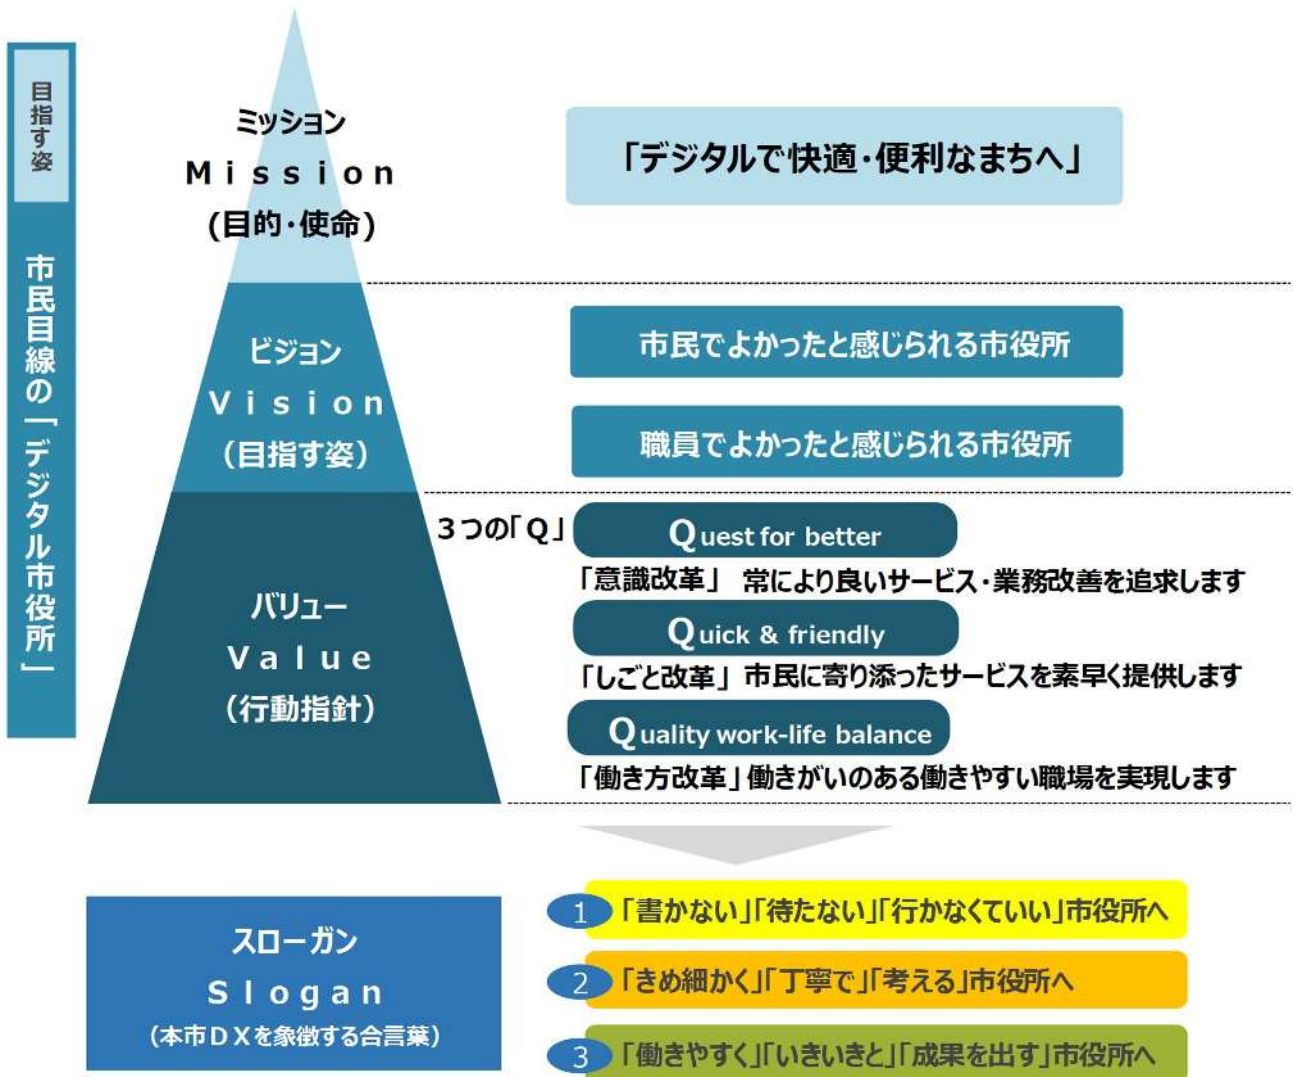 目指す姿
市民目線の「デジタル市役所」
ミッション
Mission
(目的・使命)
「デジタルで快適・便利なまちへ」
ビジョン
Vision
(目指す姿)
市民でよかったと感じられる市役所
職員でよかったと感じられる市役所
バリュー
Value
(行動指針)
3つの「Q」
Quest for better
「意識改革」 常により良いサービス・業務改善を追求します
Quick & friendly
「しごと改革」 市民に寄り添ったサービスを素早く提供します
Quality work-life balance
「働き方改革」 働きがいのある働きやすい職場を実現します
スローガン
Slogan
(本市DXを象徴する合言葉)
1 「書かない」「待たない」「行かなくていい」市役所へ
2 「きめ細かく」「丁寧で」「考える」市役所へ
3 「働きやすく」「いきいきと」「成果を出す」市役所へ